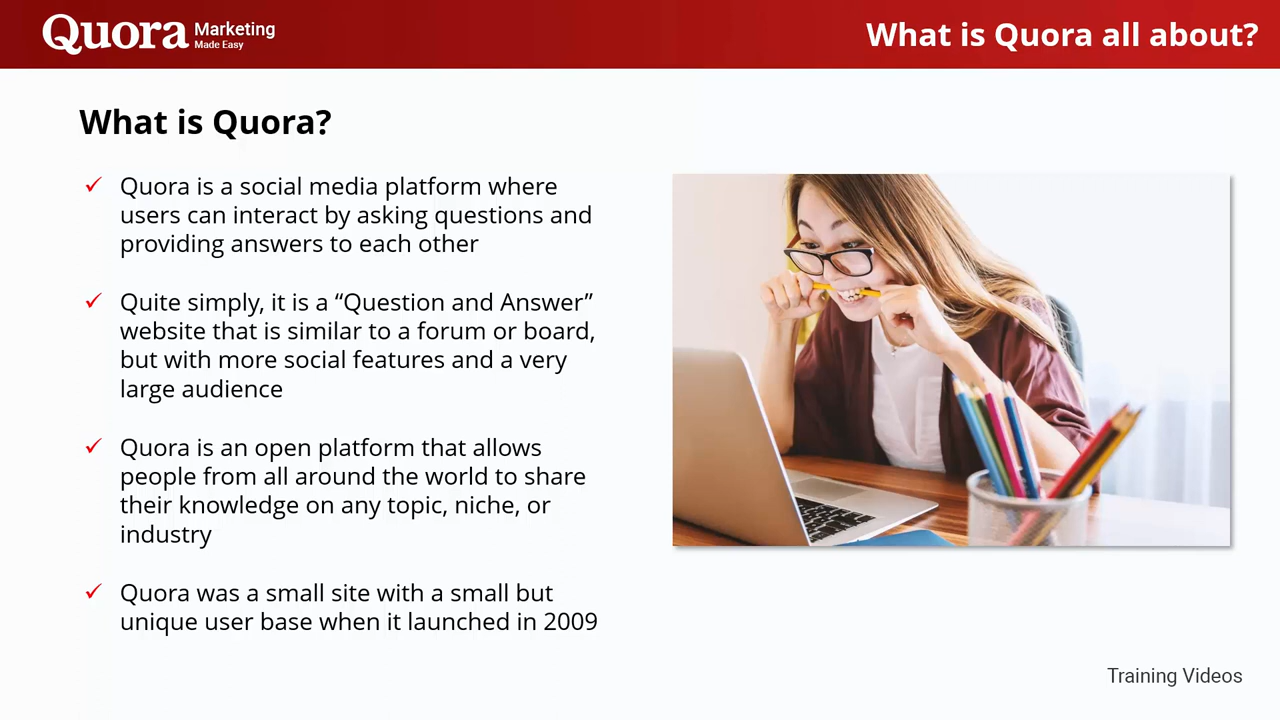 Quora Marketing
Made Easy
What is Quora all about?
What is Quora?
Quora is a social media platform where
users can interact by asking questions and
providing answers to each other
Quite simply, it is a “Question and Answer”
website that is similar to a forum or board,
but with more social features and a very
large audience
Quora is an open platform that allows
people from all around the world to share
their knowledge on any topic, niche, or
industry
Quora was a small site with a small but
unique user base when it launched in 2009
Training Videos